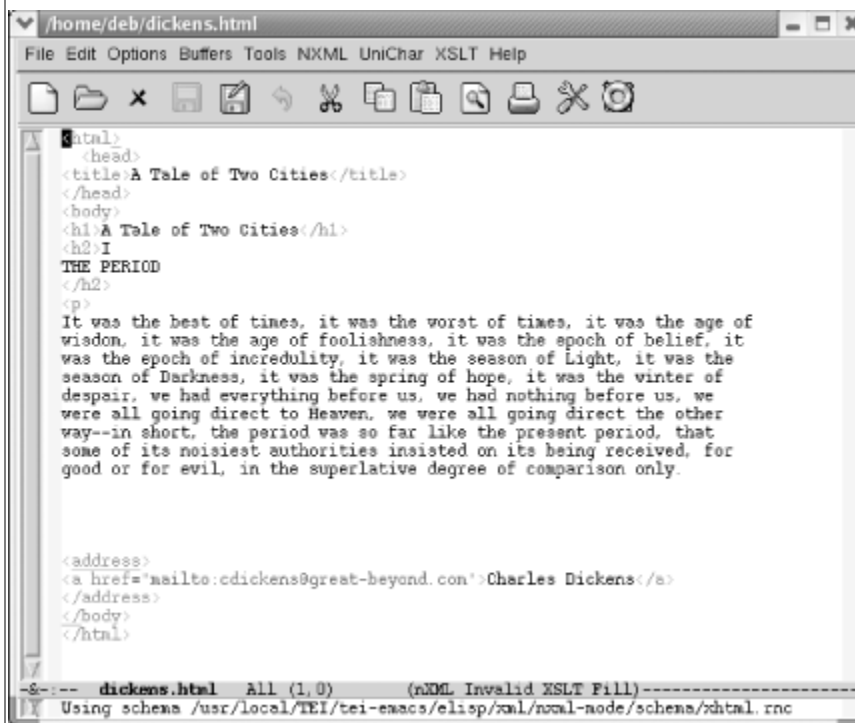 /home/deb/dickens.html
File Edit Options Buffers Tools NXML UniChar XSLT Help
<html>
<head>
<title>A Tale of Two Cities</title>
</head>
<body>
<h1>A Tale of Two Cities</h1>
<h2>I
THE PERIOD
</h2>
<p>
It was the best of times, it was the worst of times, it was the age of
wisdom, it was the age of foolishness, it was the epoch of belief, it
was the epoch of incredulity, it was the season of Light, it was the
season of Darkness, it was the spring of hope, it was the winter of
despair, we had everything before us, we had nothing before us, we
were all going direct to Heaven, we were all going direct the other
way--in short, the period was so far like the present period, that
some of its noisiest authorities insisted on its being received, for
good or for evil, in the superlative degree of comparison only.
<address>
<a href="mailto:cdickens@great-beyond.com">Charles Dickens</a>
</address>
</body>
</html>
-&-:-- dickens.html All (1,0) (nXML Invalid XSLT Fill)--------------------
Using schema /usr/local/TEI/tei-emacs/elisp/xml/nxml-mode/schema/xhtml.rnc